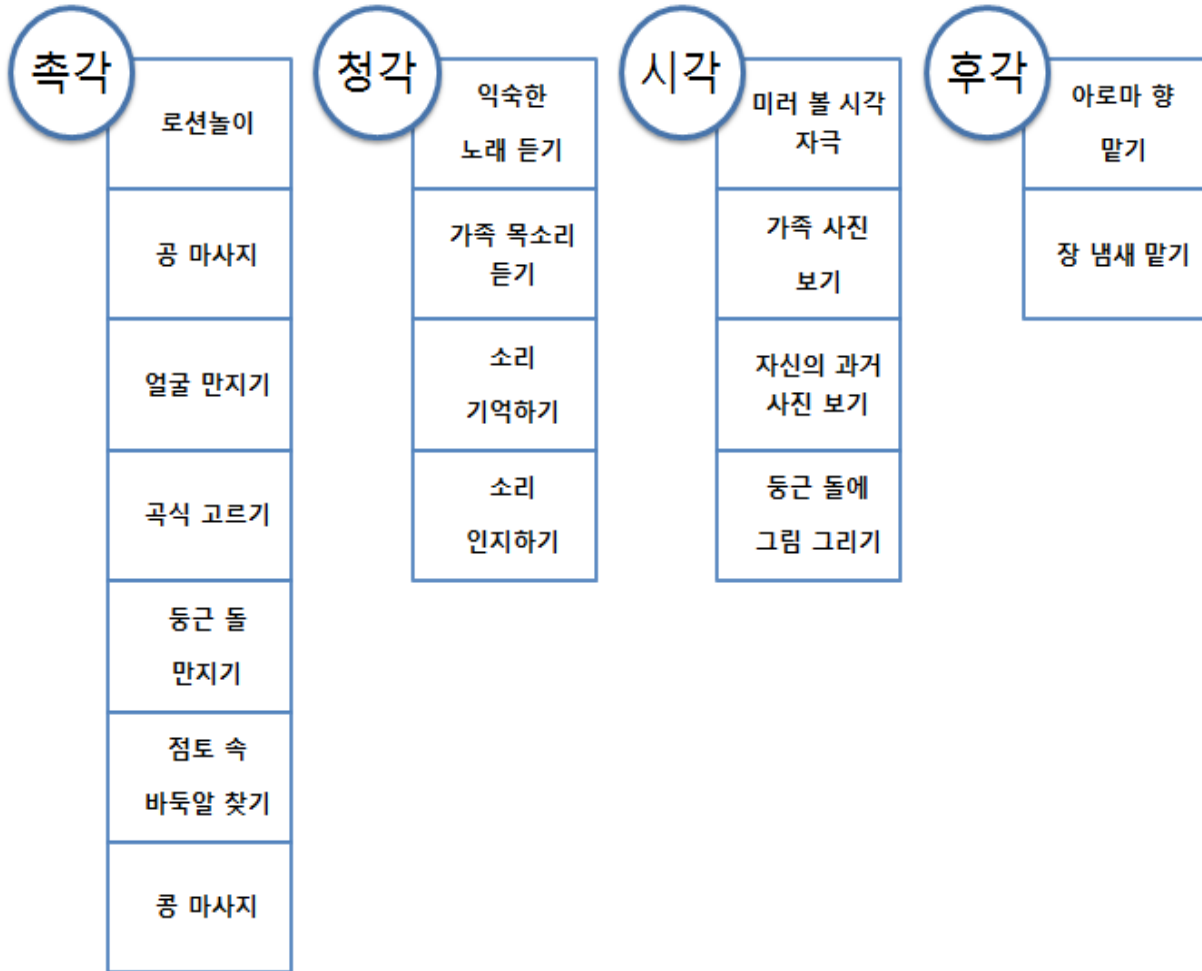 촉각
로션놀이
공 마사지
얼굴 만지기
곡식 고르기
둥근 돌
만지기
점토 속
바둑알 찾기
콩 마사지
청각
익숙한
노래 듣기
가족 목소리
듣기
소리
기억하기
소리
인지하기
시각
미러 볼 시각
자극
가족 사진
보기
자신의 과거
사진 보기
둥근 돌에
그림 그리기
후각
아로마 향
맡기
장 냄새 맡기